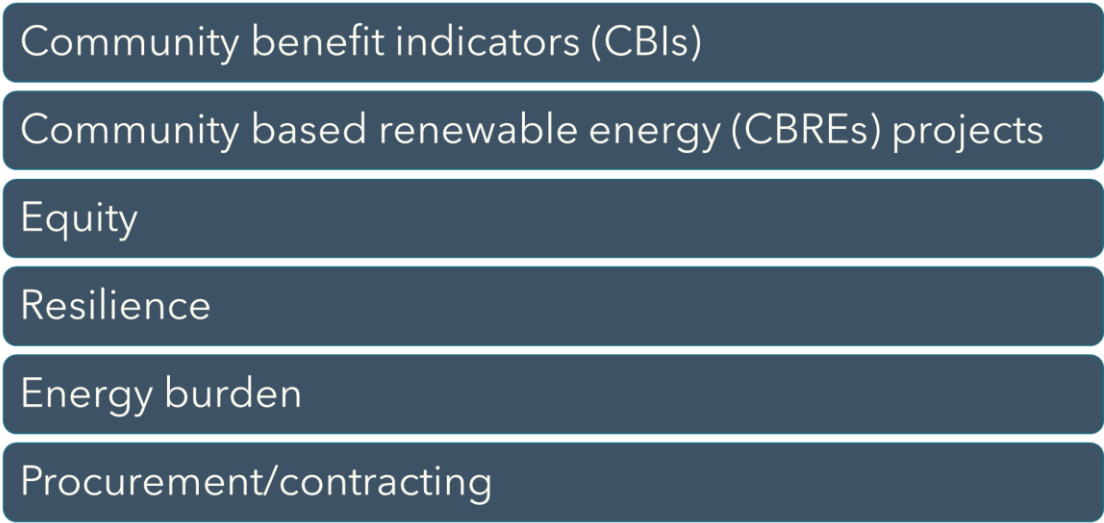 Community benefit indicators (CBIs)
Community based renewable energy (CBREs) projects
Equity
Resilience
Energy burden
Procurement/contracting